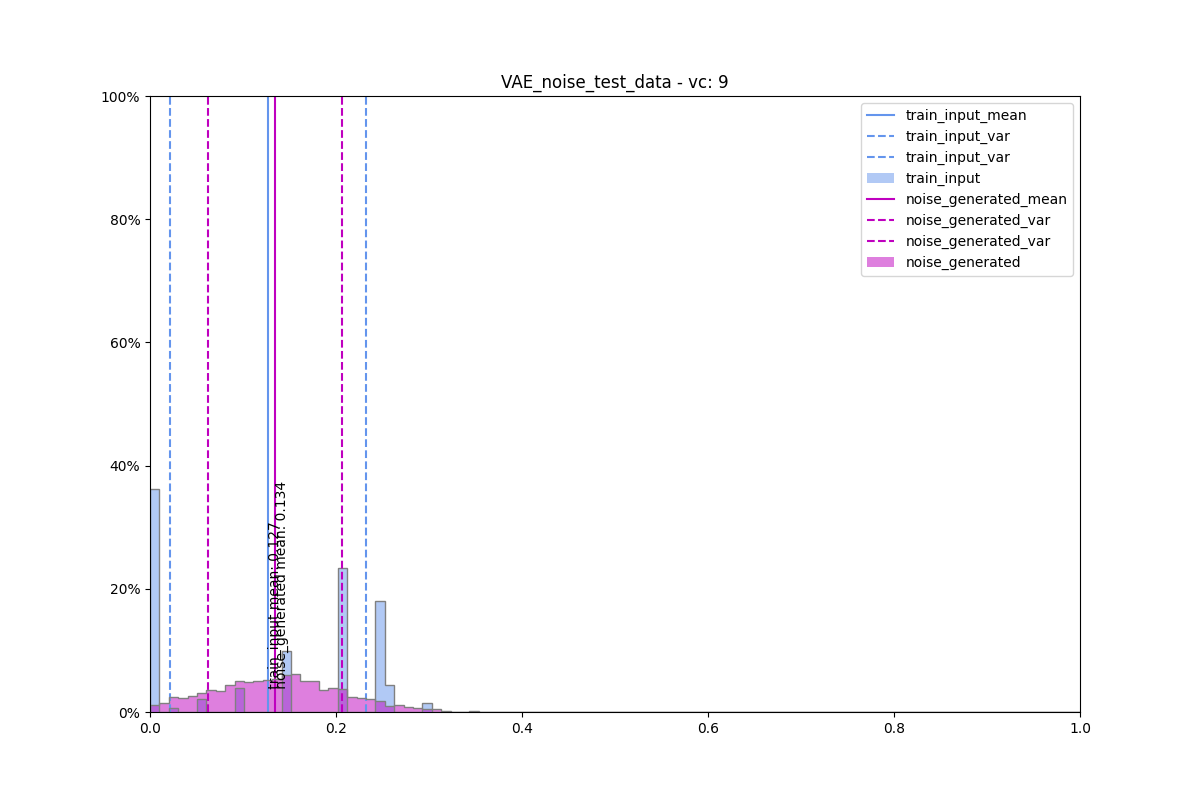 VAE_noise_test_data - vc: 9
100%
80%
60%
40%
20%
0%
0.0
0.2
0.4
0.6
0.8
1.0
train_input_mean
train_input_var
train_input_var
train_input
noise_generated_mean
noise_generated_var
noise_generated_var
noise_generated
train_input mean: 0.127
noise_generated mean: 0.134